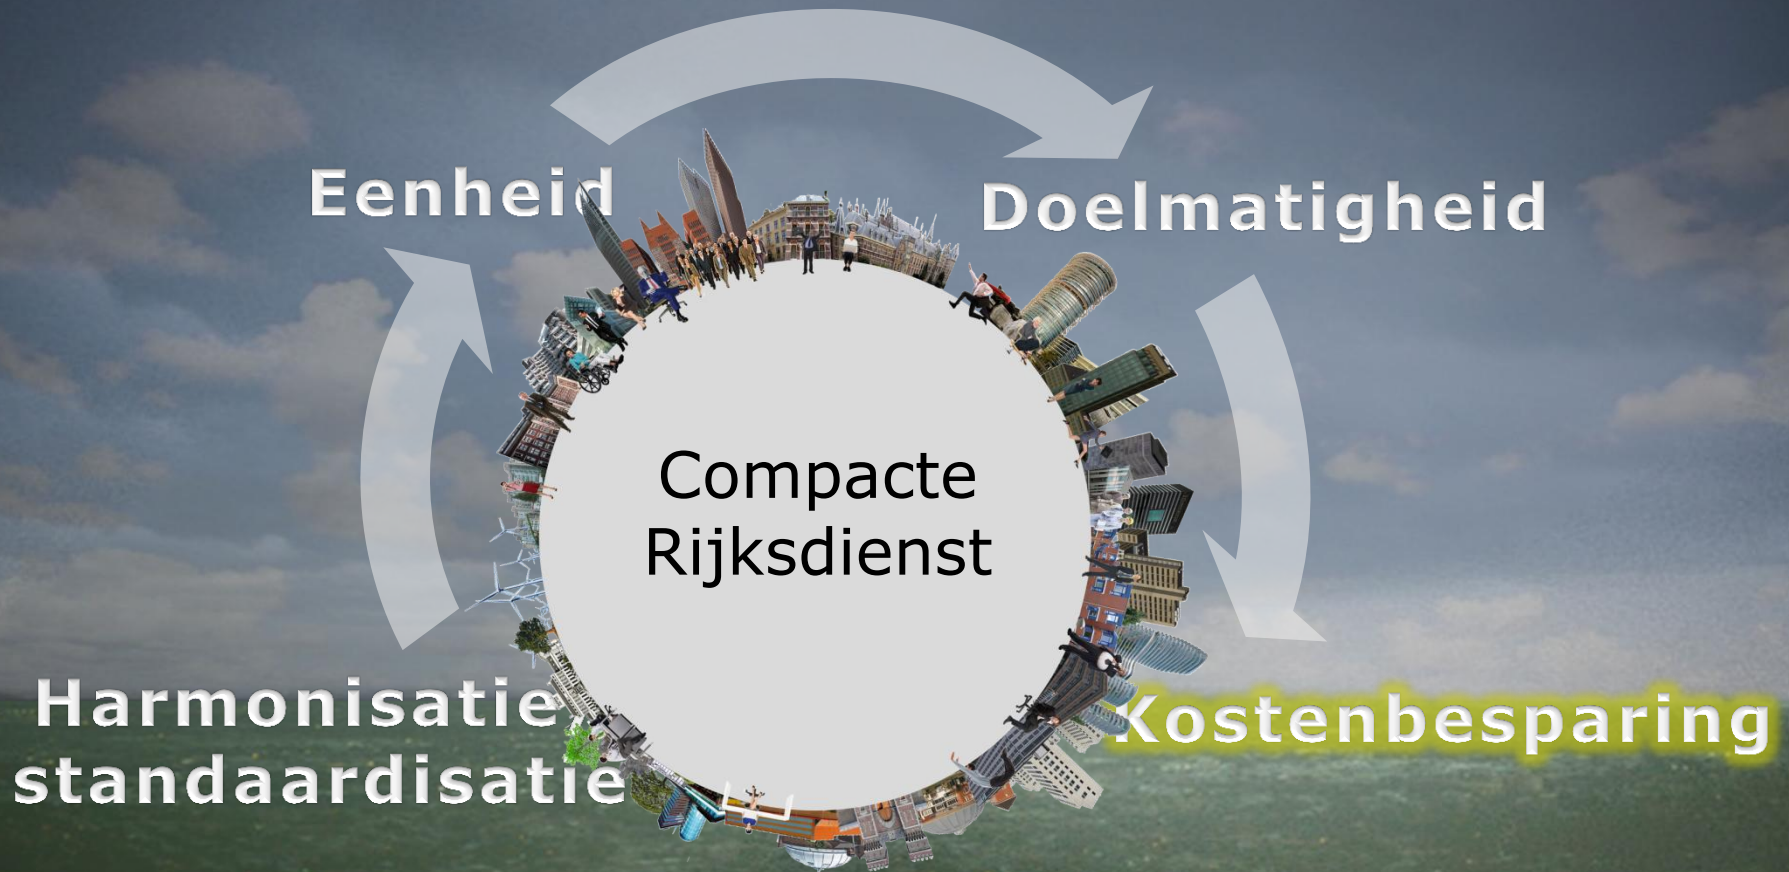 Eenheid
Doelmatigheid
Compacte
Rijksdienst
Harmonisatie
standaardisatie
Kostenbesparing